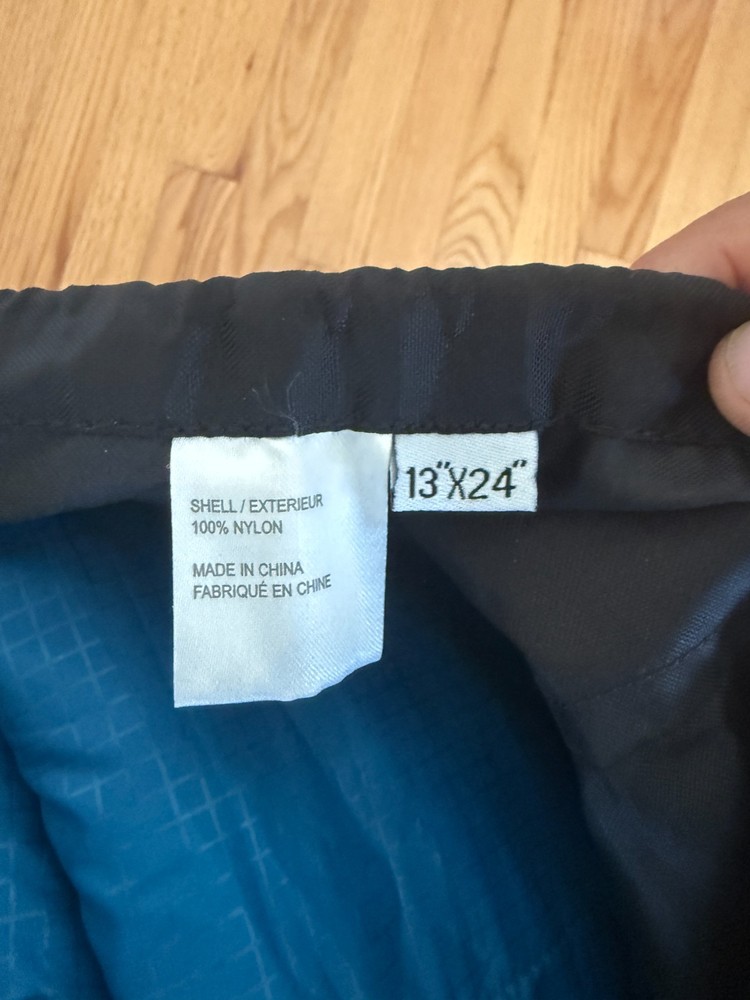 SHELL / EXTERIEUR
100% NYLON
MADE IN CHINA
FABRIQUÉ EN CHINE
13"X24"